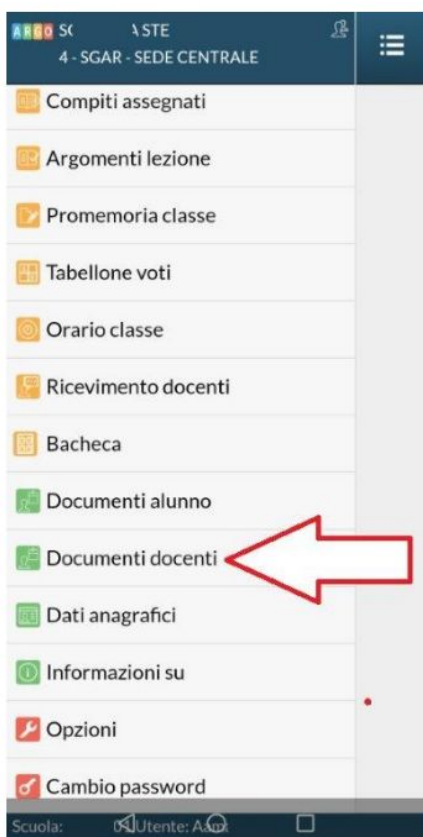 ARGO
STE
4 - SGAR - SEDE CENTRALE
Compiti assegnati
Argomenti lezione
Promemoria classe
Tabellone voti
Orario classe
Ricevimento docenti
Bacheca
Documenti alunno
Documenti docenti
Dati anagrafici
Informazioni su
Opzioni
Cambio password
Scuola: Utente: